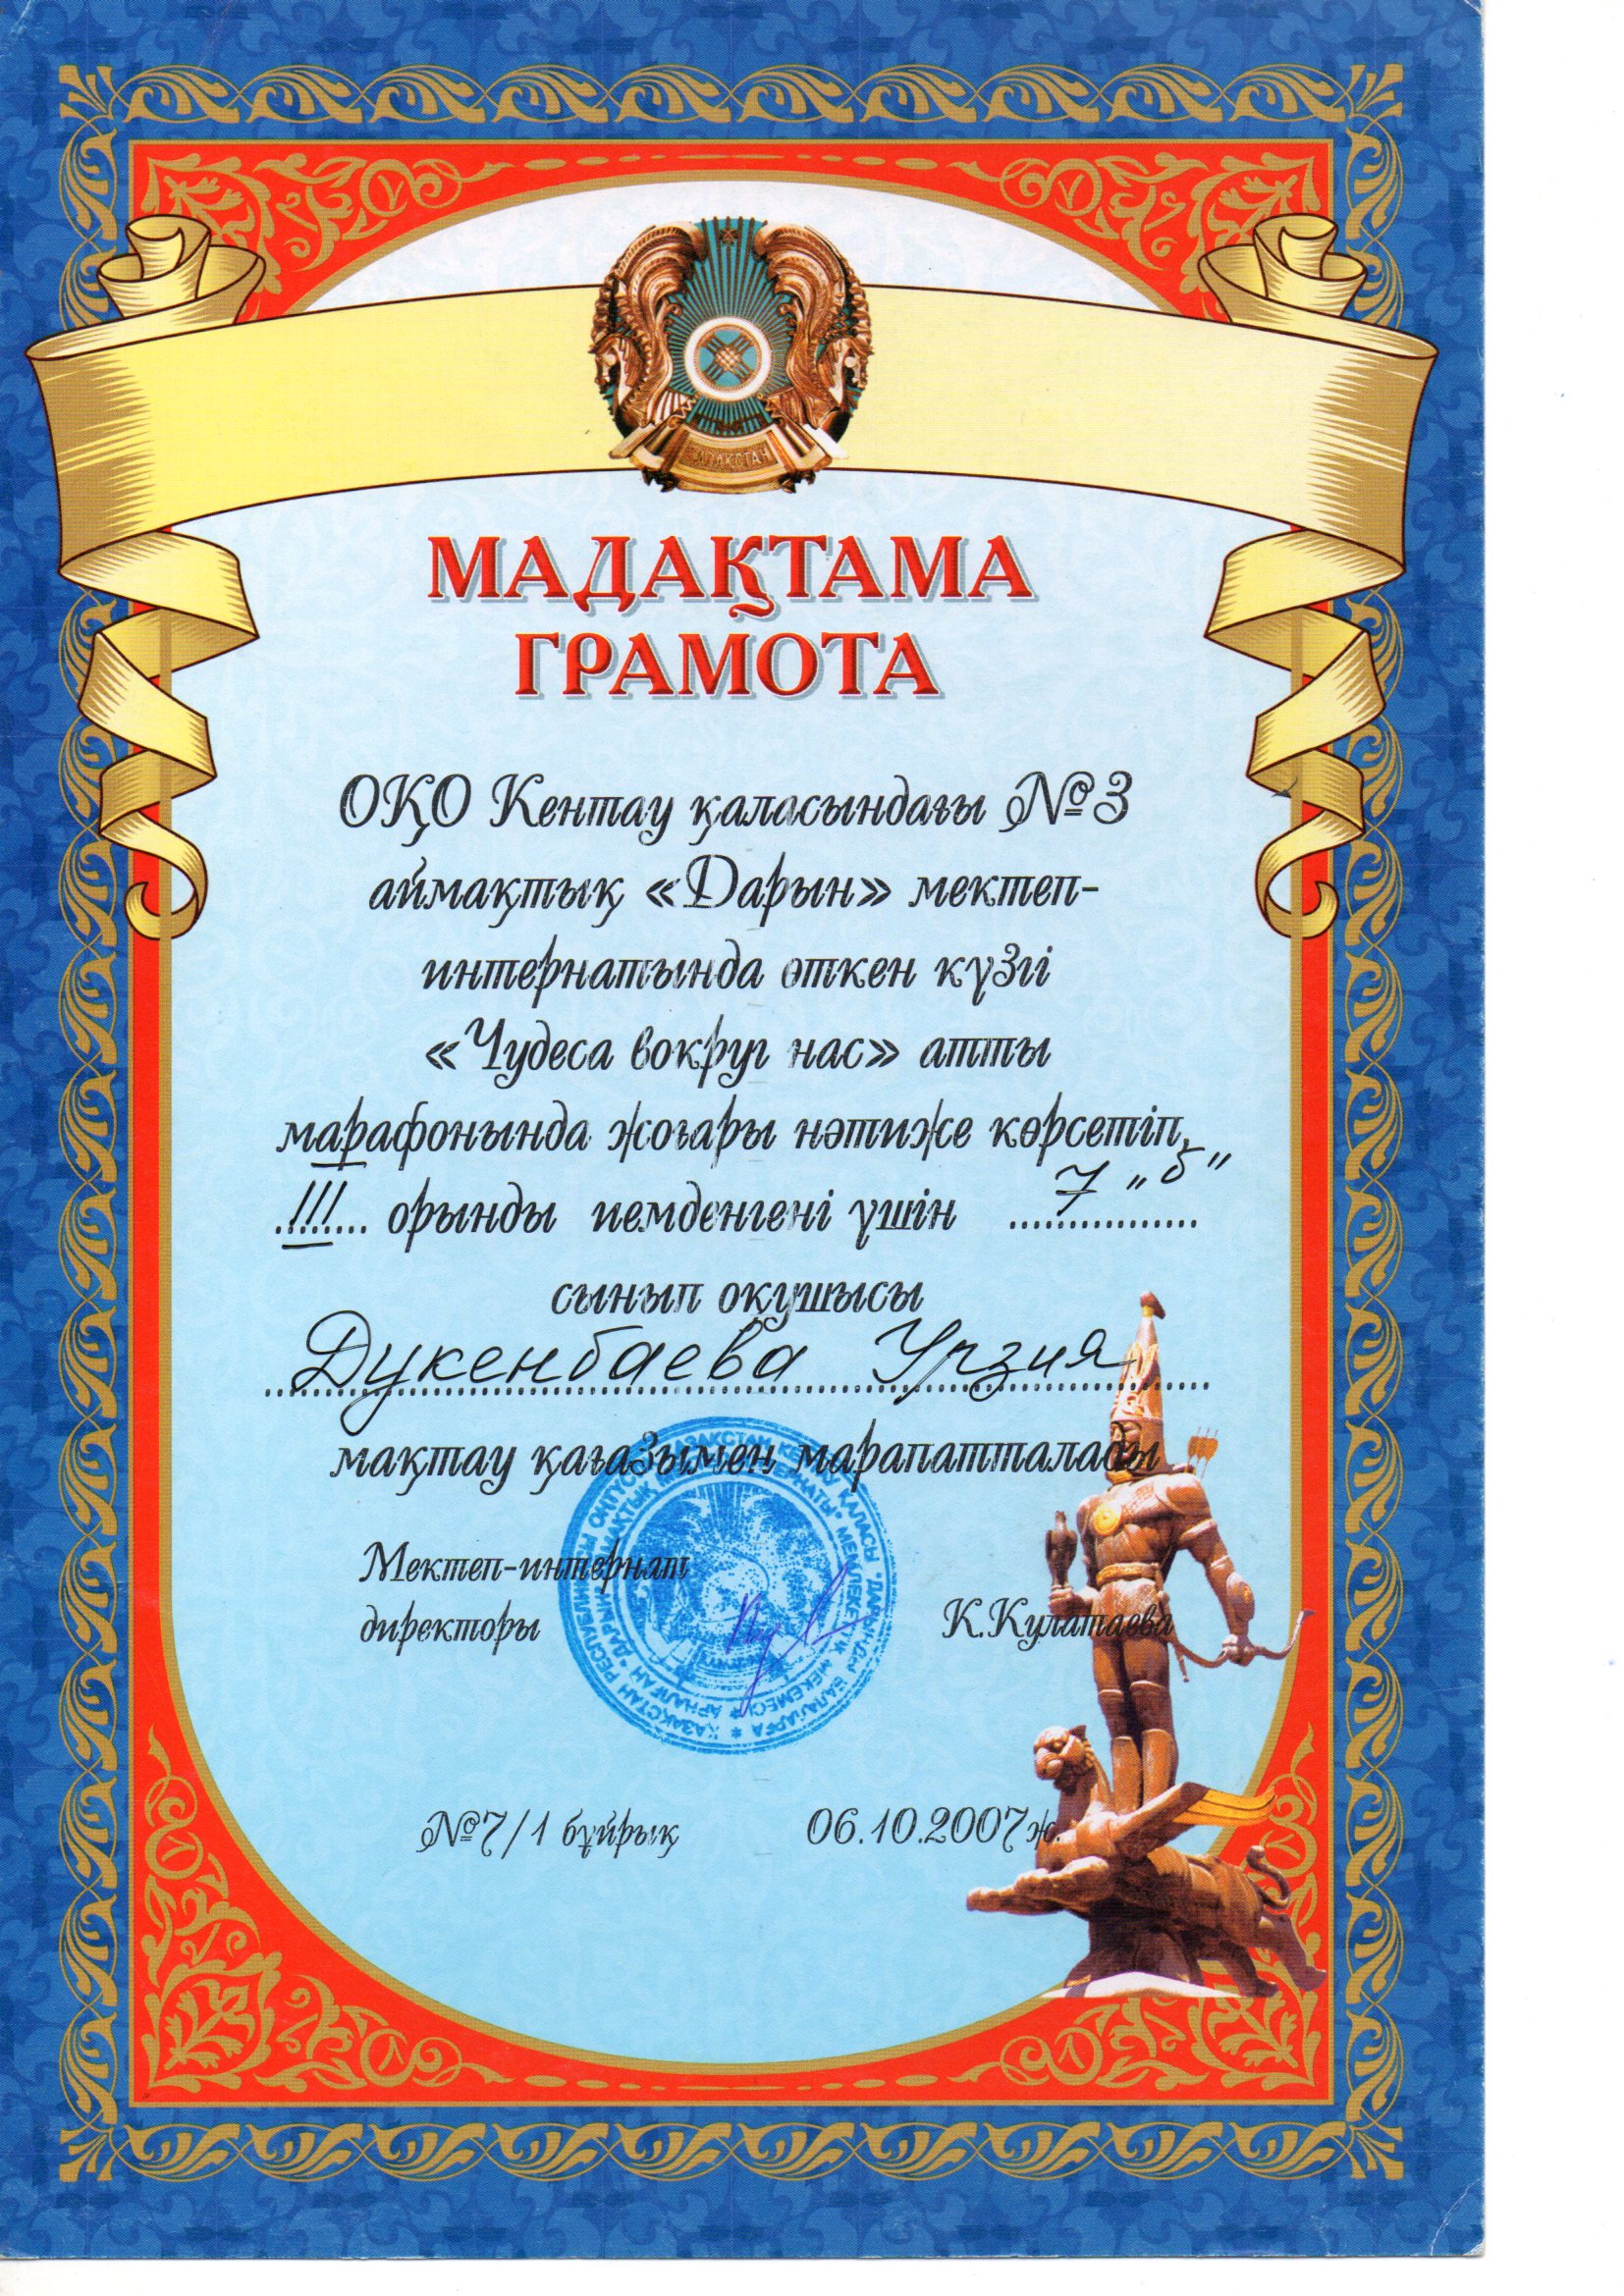 ҚАЗАҚСТАН
МАДАҚТАМА
ГРАМОТА
ОҚО Кентау қаласындағы №3
аймақтық «Дарын» мектеп-
интернатында өткен күзгі
«Чудеса вокруг нас» атты
марафонында жоғары нәтиже көрсетіп,
III орынды иемденгені үшін 7 „б"
сынып оқушысы
Дукенбаева Урзия
мақтау қағазымен марапатталады
Мектеп-интернат
директоры К.Кулатаева
№7/1 бұйрық 06.10.2007ж.